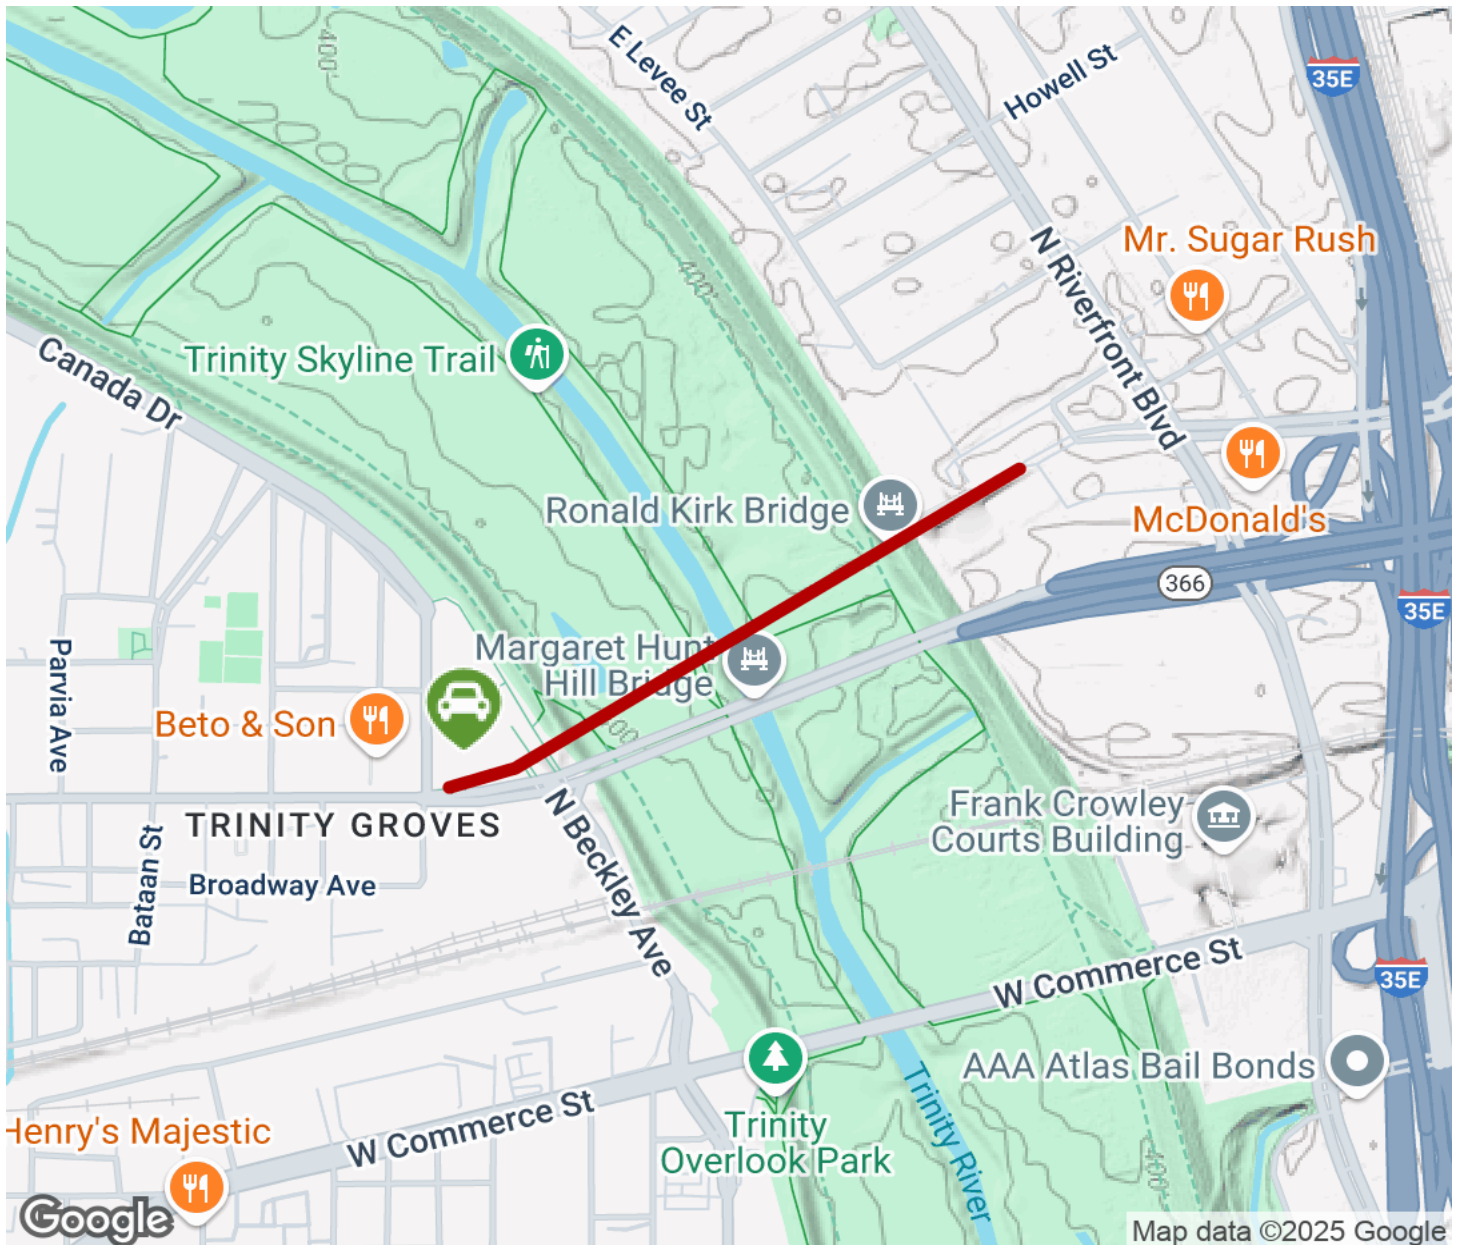 400'
E Levee St
Howell St
35E
Mr. Sugar Rush
N Riverfront Blvd
400'
Trinity Skyline Trail
Canada Dr
Ronald Kirk Bridge
McDonald's
366
35E
Margaret Hunt
Hill Bridge
Parvia Ave
Beto & Son
TRINITY GROVES
N Beckley Ave
Frank Crowley
Courts Building
Bataan St
Broadway Ave
W Commerce St
35E
AAA Atlas Bail Bonds
Henry's Majestic
W Commerce St
Trinity
Overlook Park
Trinity River
400'
Google
Map data ©2025 Google